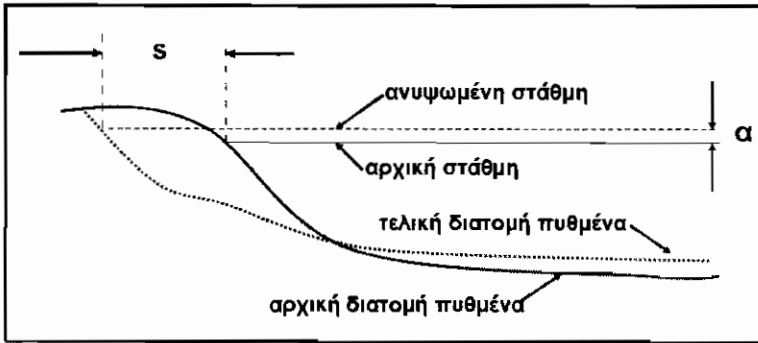 S
ανυψωμένη στάθμη
α
αρχική στάθμη
τελική διατομή πυθμένα
αρχική διατομή πυθμένα